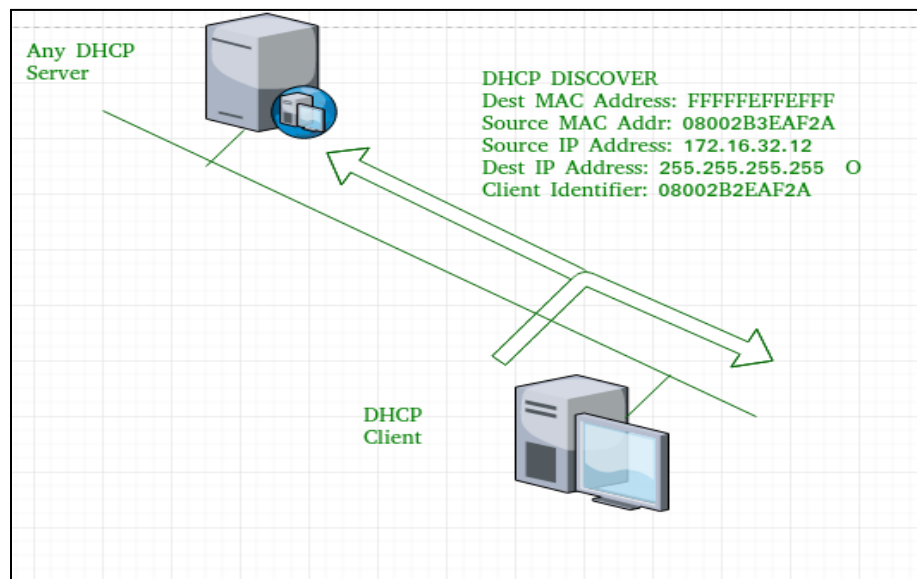 Any DHCP
Server
DHCP DISCOVER
Dest MAC Address: FFFFFEFFEFFF
Source MAC Addr: 08002B3EAF2A
Source IP Address: 172.16.32.12
Dest IP Address: 255.255.255.255 O
Client Identifier: 08002B2EAF2A
DHCP
Client